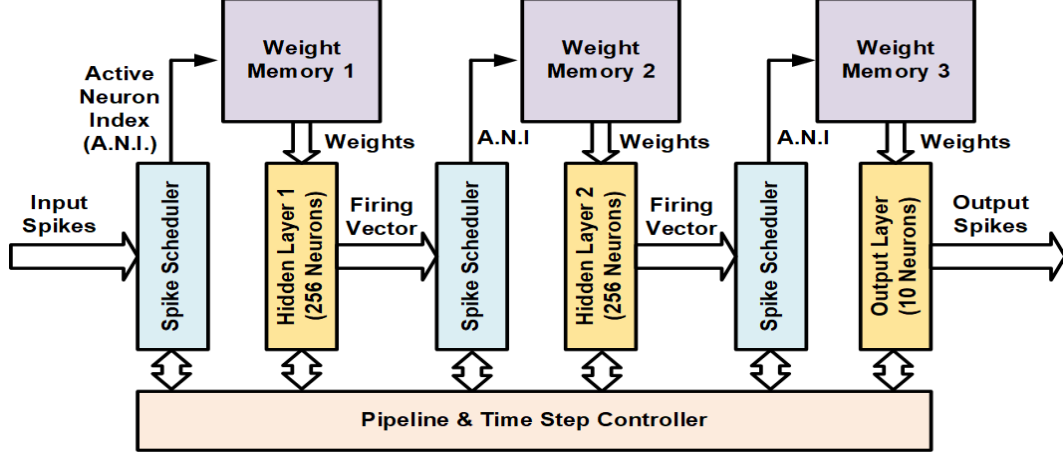 Weight
Memory 1
Weight
Memory 2
Weight
Memory 3
Active
Neuron
Index
(A.N.I.)
Weights
A.N.I
Weights
A.N.I
Weights
Input
Spikes
Spike Scheduler
Hidden Layer 1
(256 Neurons)
Firing
Vector
Spike Scheduler
Hidden Layer 2
(256 Neurons)
Firing
Vector
Spike Scheduler
Output Layer
(10 Neurons)
Output
Spikes
Pipeline & Time Step Controller